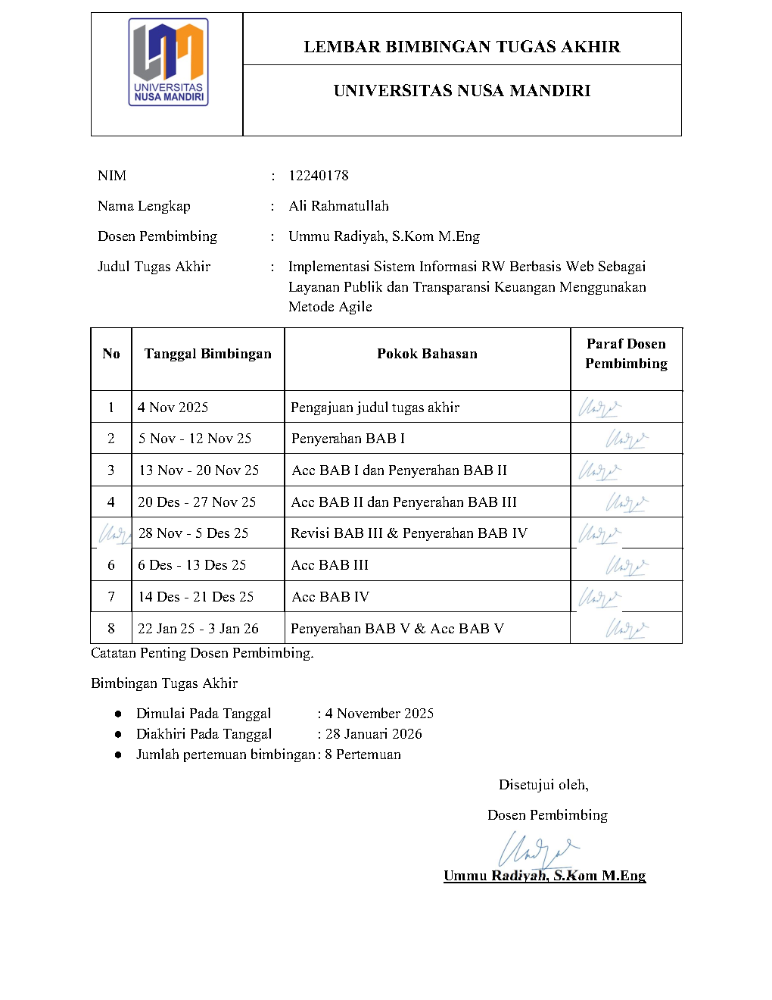 UNIVERSITAS
NUSA MANDIRI
LEMBAR BIMBINGAN TUGAS AKHIR
UNIVERSITAS NUSA MANDIRI
NIM : 12240178
Nama Lengkap : Ali Rahmatullah
Dosen Pembimbing : Ummu Radiyah, S.Kom M.Eng
Judul Tugas Akhir : Implementasi Sistem Informasi RW Berbasis Web Sebagai
Layanan Publik dan Transparansi Keuangan Menggunakan
Metode Agile
No Tanggal Bimbingan Pokok Bahasan Paraf Dosen
Pembimbing
1 4 Nov 2025 Pengajuan judul tugas akhir
2 5 Nov - 12 Nov 25 Penyerahan BAB I
3 13 Nov - 20 Nov 25 Acc BAB I dan Penyerahan BAB II
4 20 Des - 27 Nov 25 Acc BAB II dan Penyerahan BAB III
28 Nov - 5 Des 25 Revisi BAB III & Penyerahan BAB IV
6 6 Des - 13 Des 25 Acc BAB III
7 14 Des - 21 Des 25 Acc BAB IV
8 22 Jan 25 - 3 Jan 26 Penyerahan BAB V & Acc BAB V
Catatan Penting Dosen Pembimbing.
Bimbingan Tugas Akhir
● Dimulai Pada Tanggal : 4 November 2025
● Diakhiri Pada Tanggal : 28 Januari 2026
● Jumlah pertemuan bimbingan : 8 Pertemuan
Disetujui oleh,
Dosen Pembimbing
Ummu Radiyah, S.Kom M.Eng